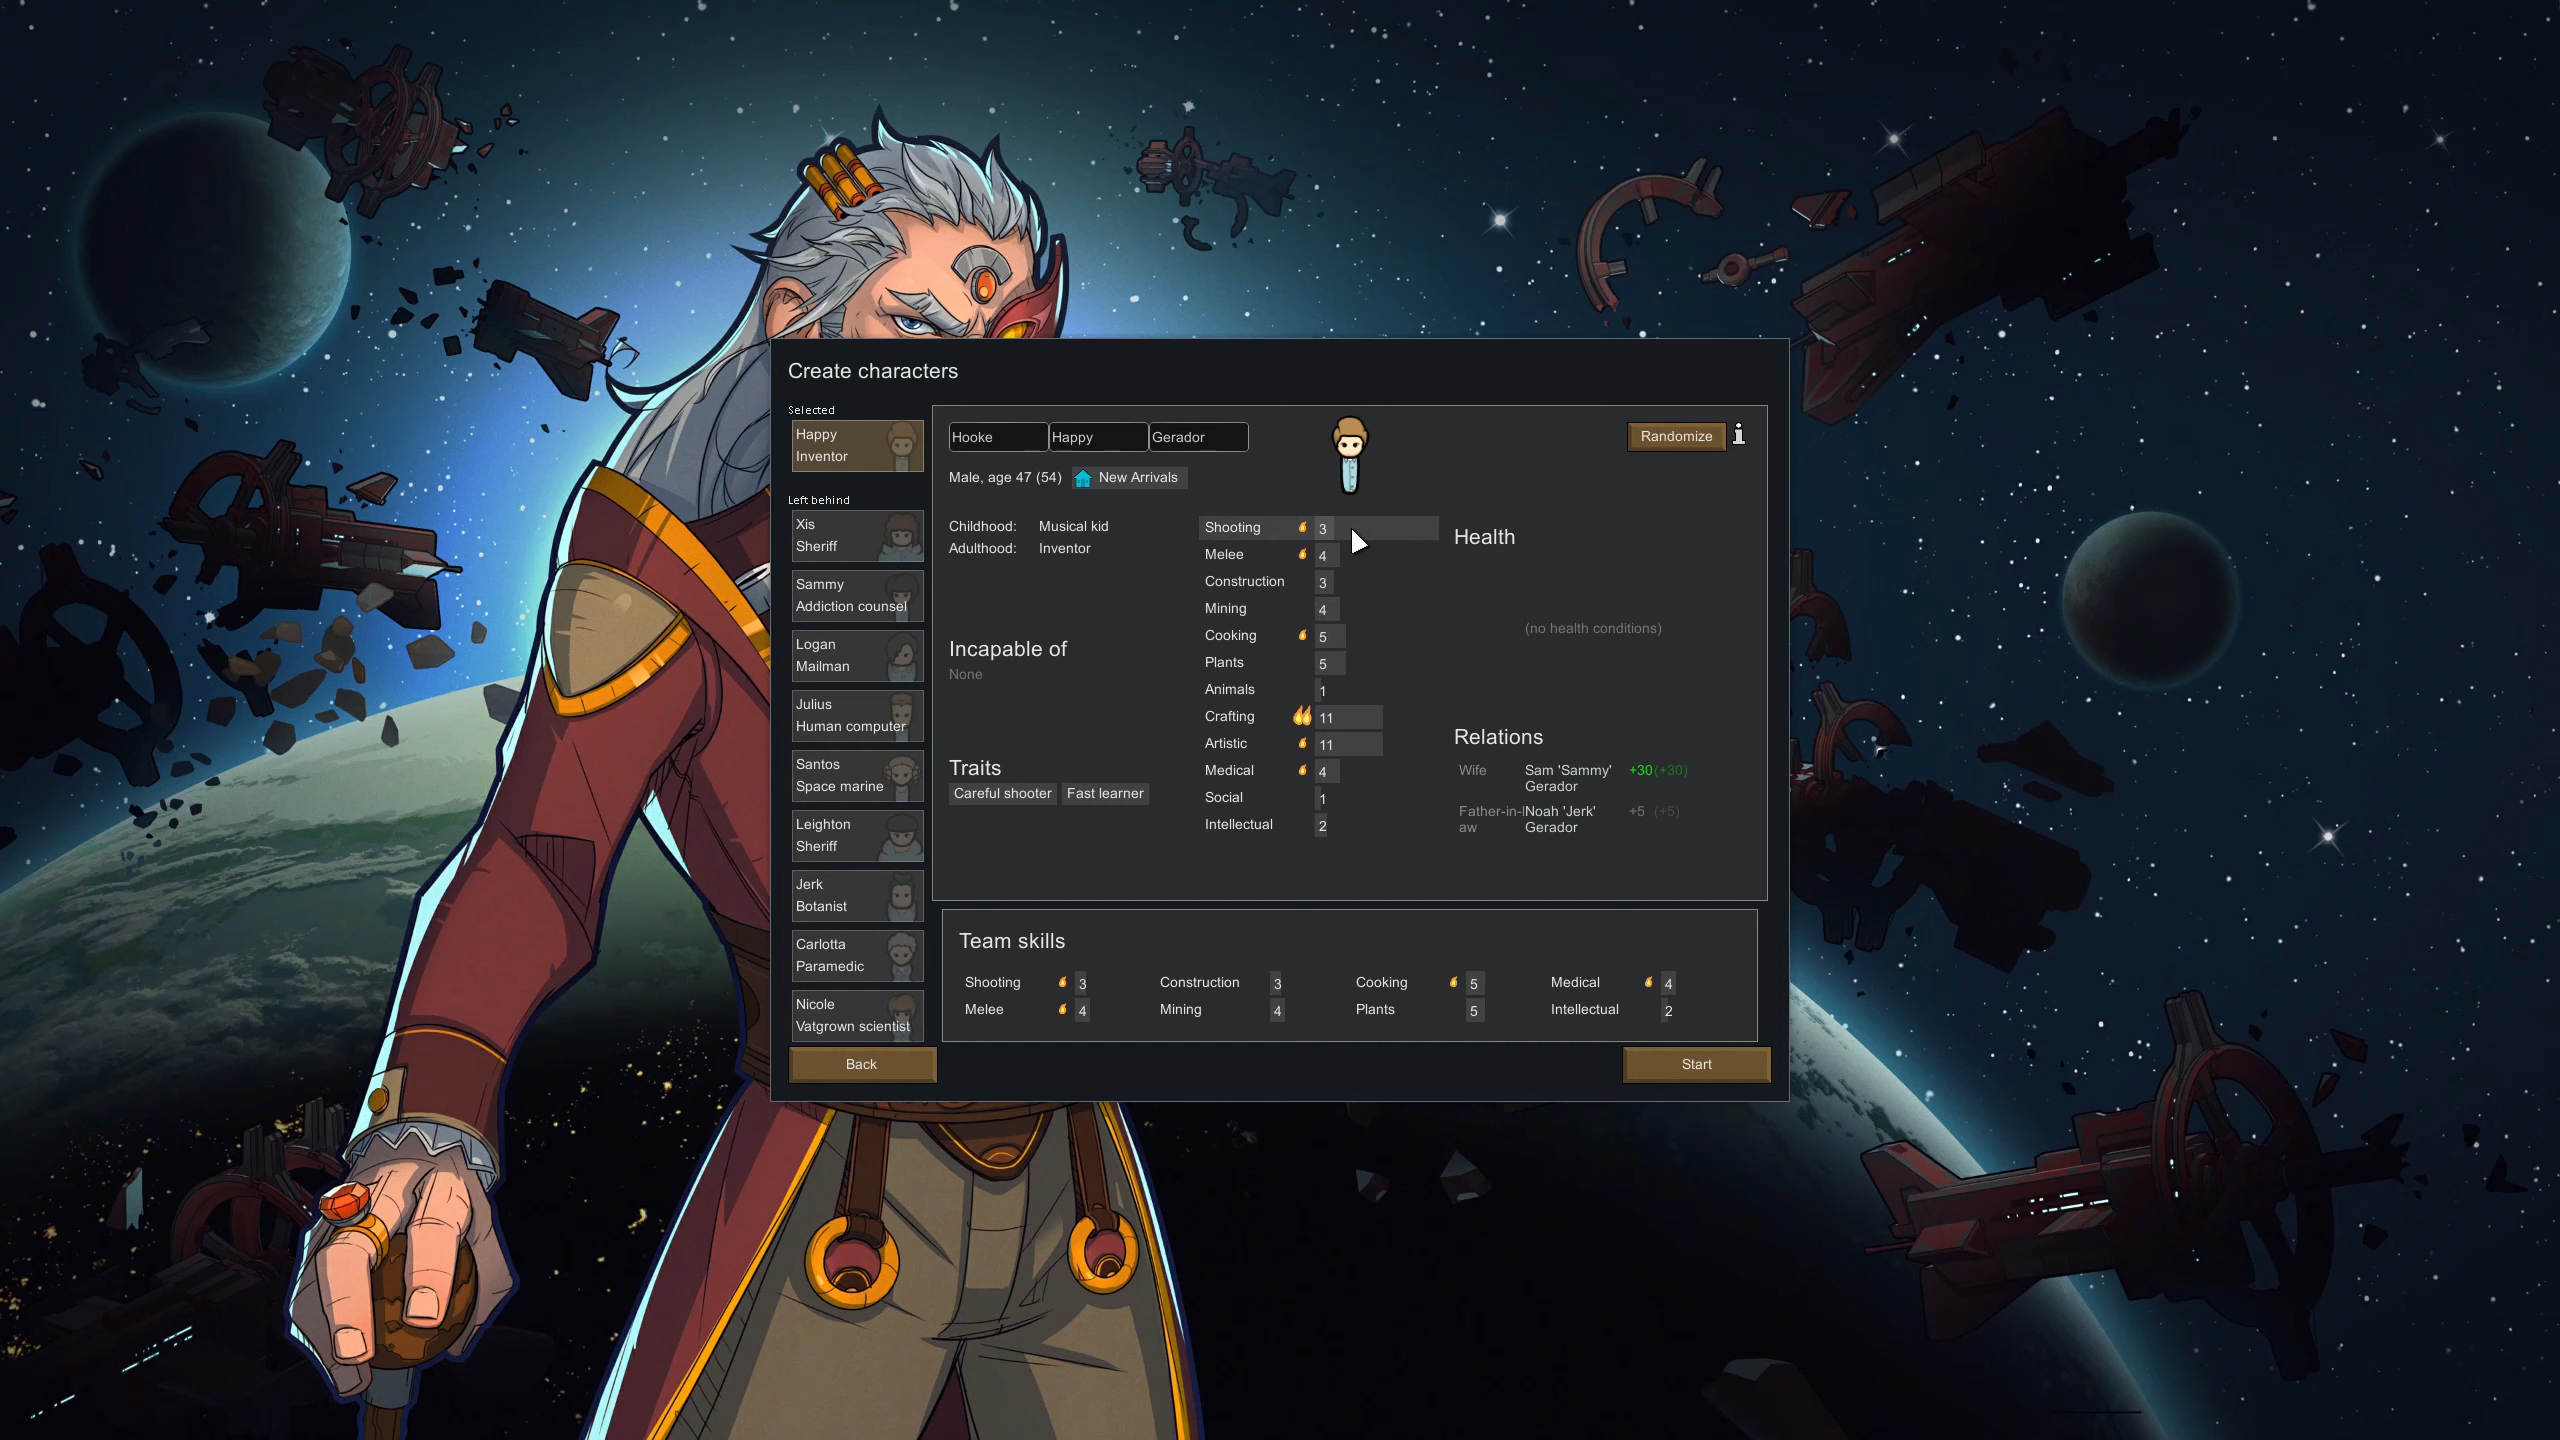 Create characters
Selected
Happy
Inventor
Left behind
Xis
Sheriff
Sammy
Addiction counsel
Logan
Mailman
Julius
Human computer
Santos
Space marine
Leighton
Sheriff
Jerk
Botanist
Carlotta
Paramedic
Nicole
Vatgrown scientist
Hooke Happy Gerador
Randomize
Male, age 47 (54) New Arrivals
Childhood: Musical kid
Adulthood: Inventor
Incapable of
None
Traits
Careful shooter Fast learner
Shooting 3
Melee 4
Construction 3
Mining 4
Cooking 5
Plants 5
Animals 1
Crafting 11
Artistic 11
Medical 4
Social 1
Intellectual 2
Health
(no health conditions)
Relations
Wife Sam 'Sammy' +30(+30)
Gerador
Father-in-l Noah 'Jerk' +5 (+5)
aw Gerador
Team skills
Shooting 3 Construction 3 Cooking 5 Medical 4
Melee 4 Mining 4 Plants 5 Intellectual 2
Back
Start